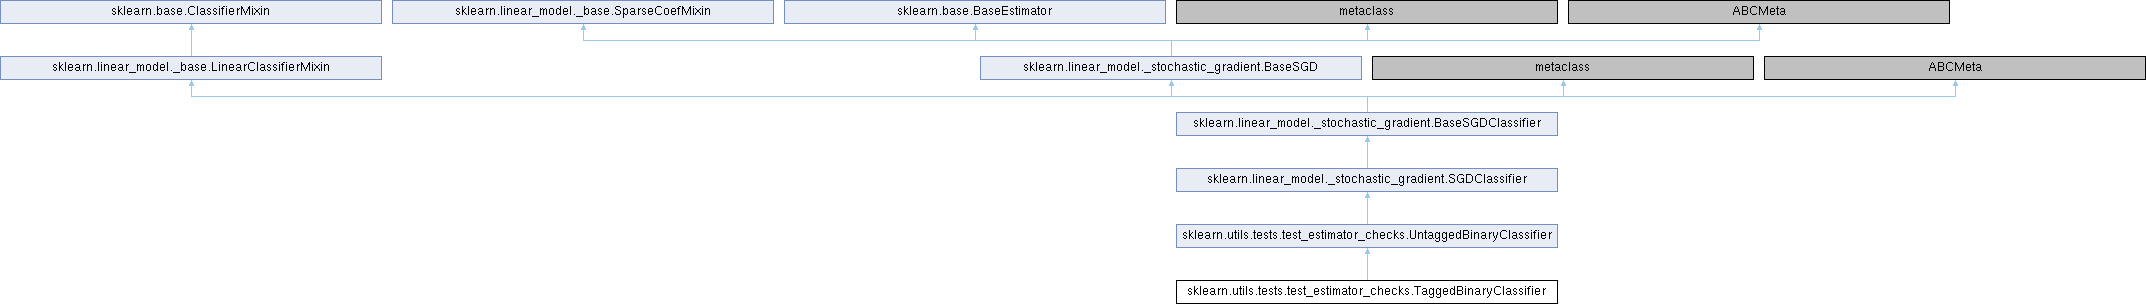 sklearn.base.ClassifierMixin
sklearn.linear_model._base.SparseCoefMixin
sklearn.base.BaseEstimator
metaclass
ABCMeta
sklearn.linear_model._base.LinearClassifierMixin
sklearn.linear_model._stochastic_gradient.BaseSGD
metaclass
ABCMeta
sklearn.linear_model._stochastic_gradient.BaseSGDClassifier
sklearn.linear_model._stochastic_gradient.SGDClassifier
sklearn.utils.tests.test_estimator_checks.UntaggedBinaryClassifier
sklearn.utils.tests.test_estimator_checks.TaggedBinaryClassifier